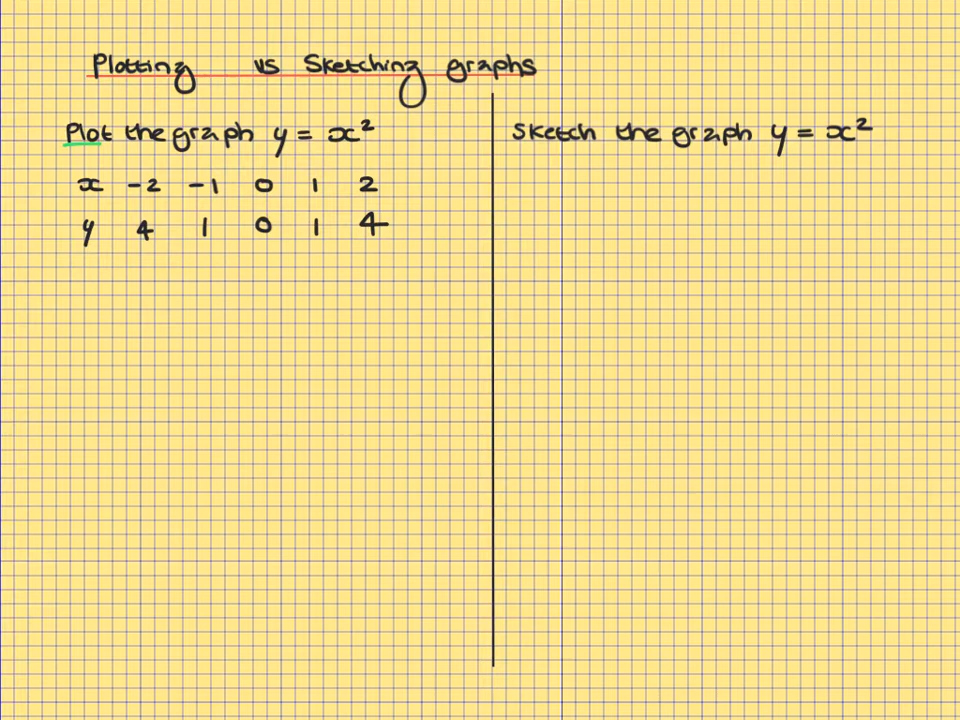 Plotting vs Sketching graphs
Plot the graph y = x²
x -2 -1 0 1 2
y 4 1 0 1 4
Sketch the graph y = x²